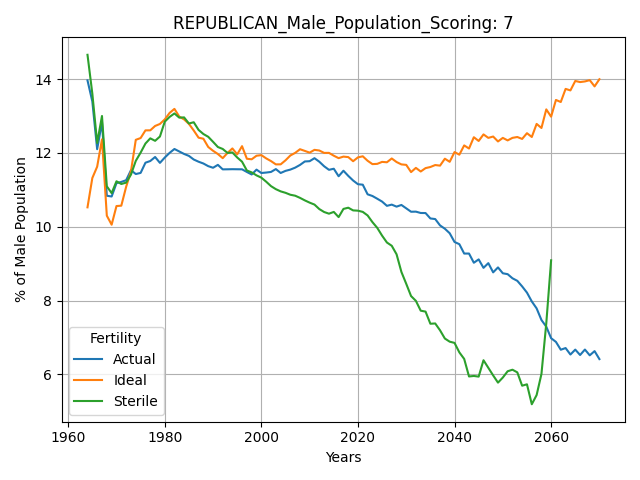 REPUBLICAN_Male_Population_Scoring: 7
% of Male Population
14
12
10
8
6
Fertility
Actual
Ideal
Sterile
1960 1980 2000 2020 2040 2060
Years